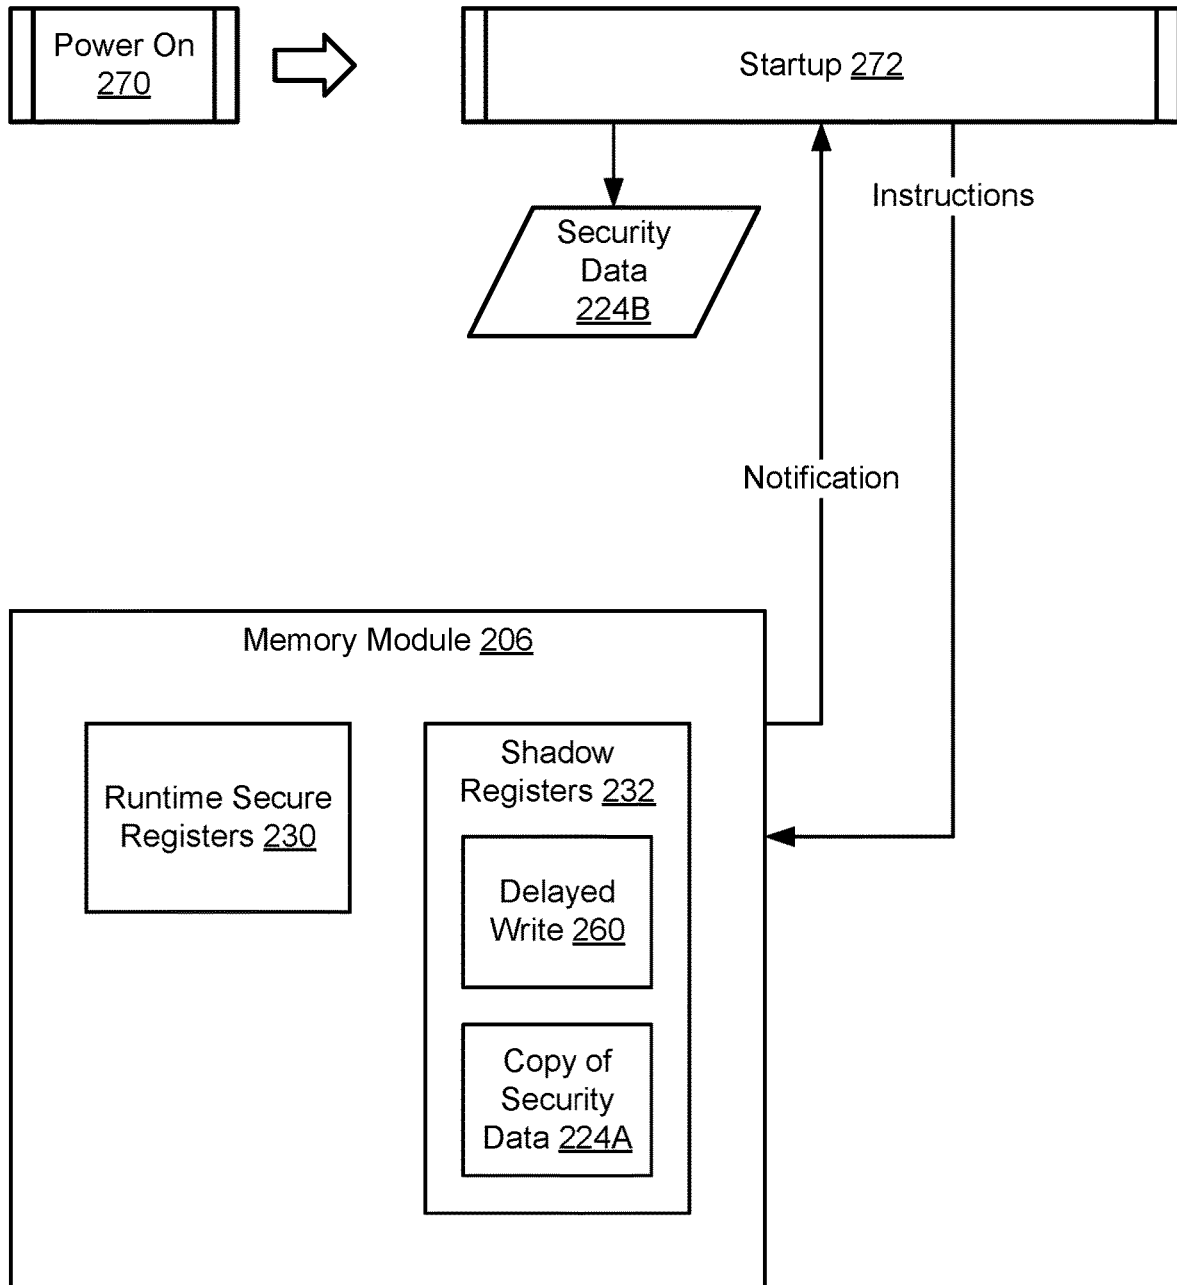 Power On
270
Startup 272
Instructions
Security
Data
224B
Notification
Memory Module 206
Runtime Secure
Registers 230
Shadow
Registers 232
Delayed
Write 260
Copy of
Security
Data 224A